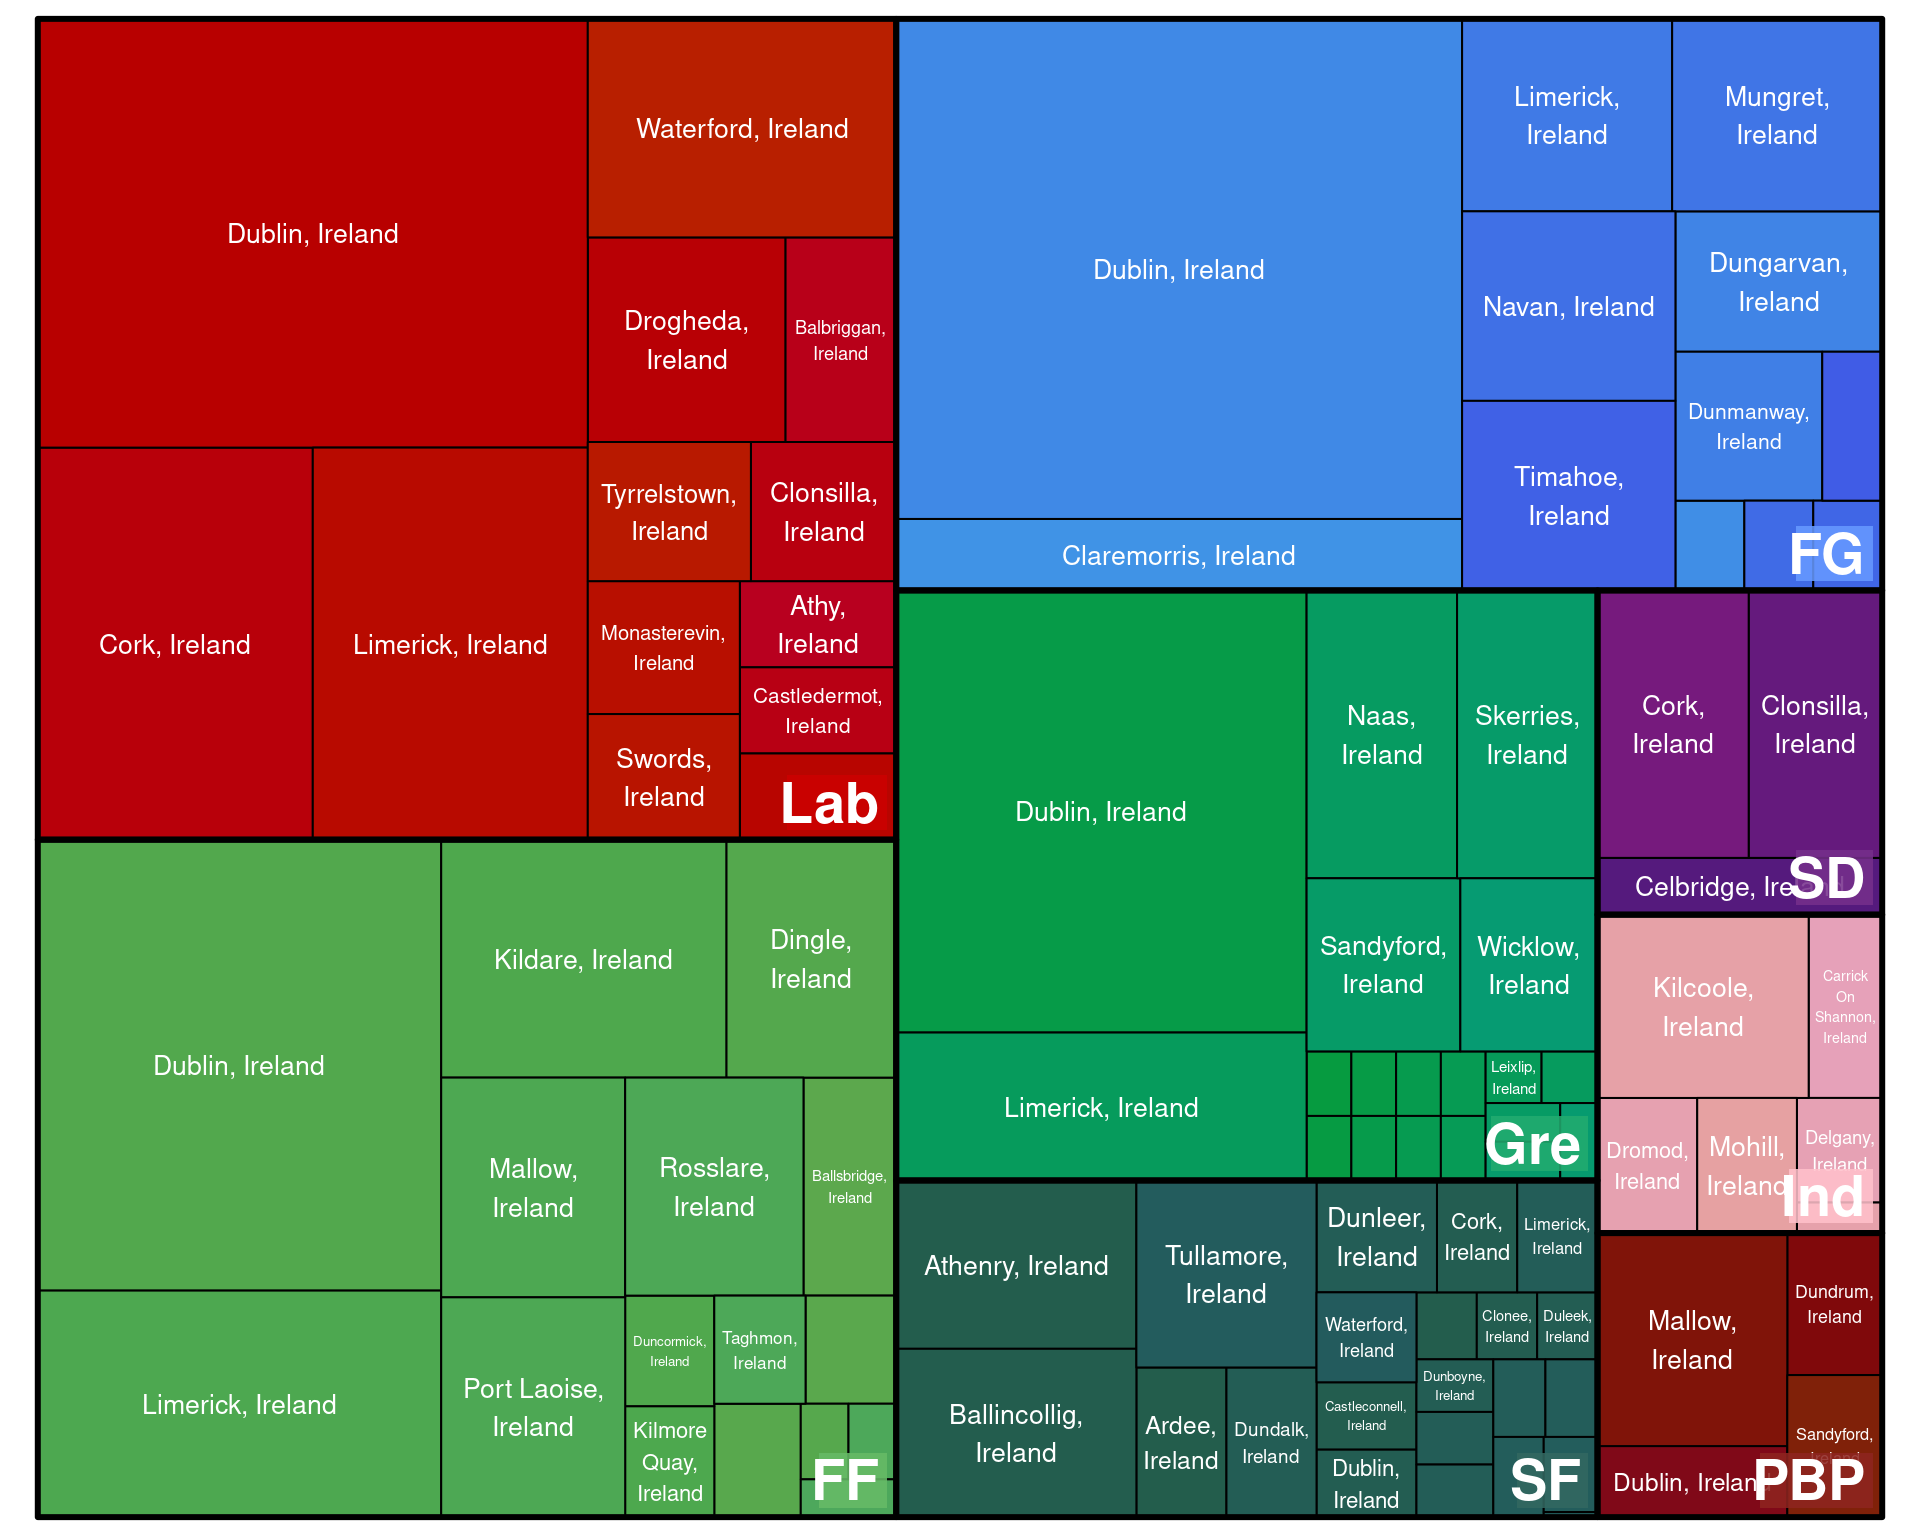 Dublin, Ireland
Waterford, Ireland
Drogheda,
Ireland
Balbriggan,
Ireland
Cork, Ireland
Limerick, Ireland
Tyrrelstown,
Ireland
Clonsilla,
Ireland
Monasterevin,
Ireland
Athy,
Ireland
Castledermot,
Ireland
Swords,
Ireland
Lab
Dublin, Ireland
Claremorris, Ireland
Limerick,
Ireland
Mungret,
Ireland
Navan, Ireland
Dungarvan,
Ireland
Dunmanway,
Ireland
Timahoe,
Ireland
FG
Dublin, Ireland
Limerick, Ireland
Kildare, Ireland
Dingle,
Ireland
Mallow,
Ireland
Rosslare,
Ireland
Ballsbridge,
Ireland
Port Laoise,
Ireland
Duncormick,
Ireland
Taghmon,
Ireland
Kilmore
Quay,
Ireland
FF
Dublin, Ireland
Limerick, Ireland
Naas,
Ireland
Skerries,
Ireland
Sandyford,
Ireland
Wicklow,
Ireland
Leixlip,
Ireland
Gre
Cork,
Ireland
Clonsilla,
Ireland
Celbridge, Ireland
SD
Kilcoole,
Ireland
Carrick
On
Shannon,
Ireland
Dromod,
Ireland
Mohill,
Ireland
Delgany,
Ireland
Ind
Athenry, Ireland
Ballincollig,
Ireland
Tullamore,
Ireland
Ardee,
Ireland
Dundalk,
Ireland
Dunleer,
Ireland
Cork,
Ireland
Limerick,
Ireland
Waterford,
Ireland
Clonee,
Ireland
Duleek,
Ireland
Castleconnell,
Ireland
Dunboyne,
Ireland
Dublin,
Ireland
SF
Mallow,
Ireland
Dundrum,
Ireland
Sandyford,
Ireland
Dublin, Ireland
PBP